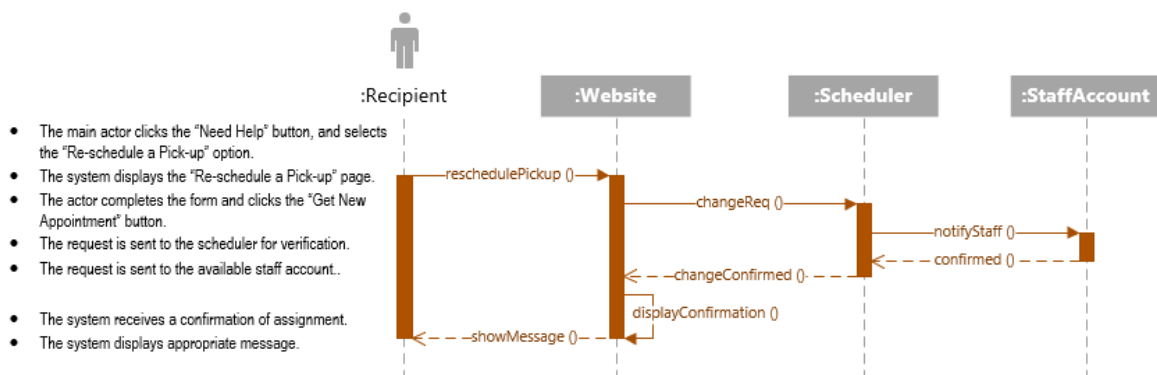 :Recipient
:Website
:Scheduler
:StaffAccount
• The main actor clicks the “Need Help” button, and selects
the “Re-schedule a Pick-up” option.
• The system displays the “Re-schedule a Pick-up” page.
• The actor completes the form and clicks the “Get New
Appointment” button.
• The request is sent to the scheduler for verification.
• The request is sent to the available staff account..
• The system receives a confirmation of assignment.
• The system displays appropriate message.
reschedulePickup ()
changeReq ()
notifyStaff ()
confirmed ()
changeConfirmed ()
displayConfirmation ()
showMessage ()